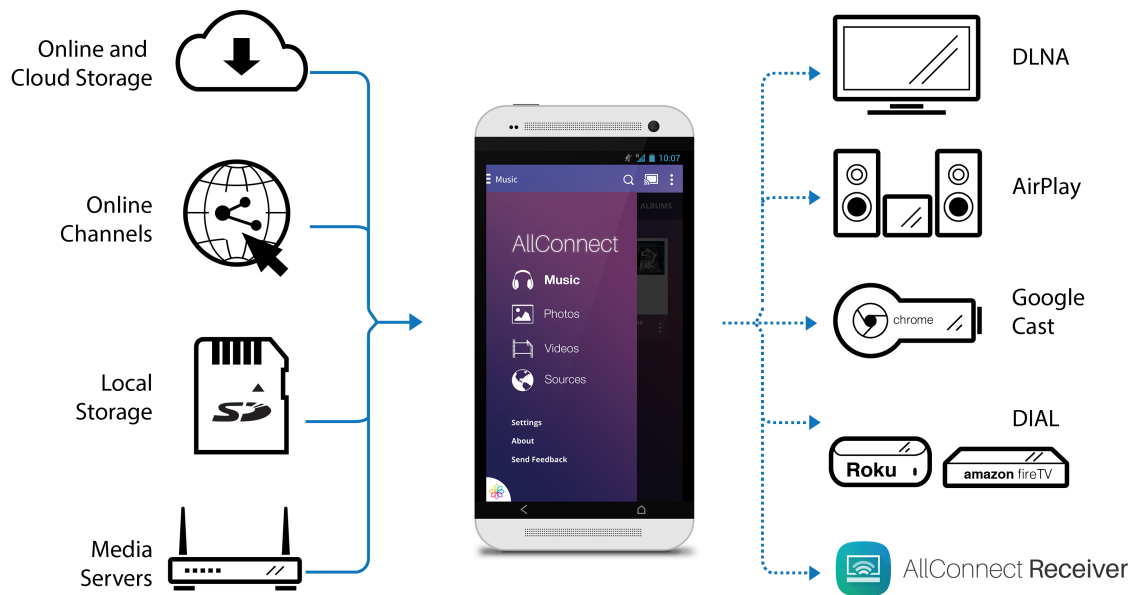 Online and
Cloud Storage
Online
Channels
Local
Storage
Media
Servers
SD
H
10:07
Music
ALBUMS
AllConnect
Music
Photos
Videos
Sources
Settings
About
Send Feedback
DLNA
AirPlay
chrome
Google
Cast
DIAL
Roku
amazon fireTV
AllConnect Receiver